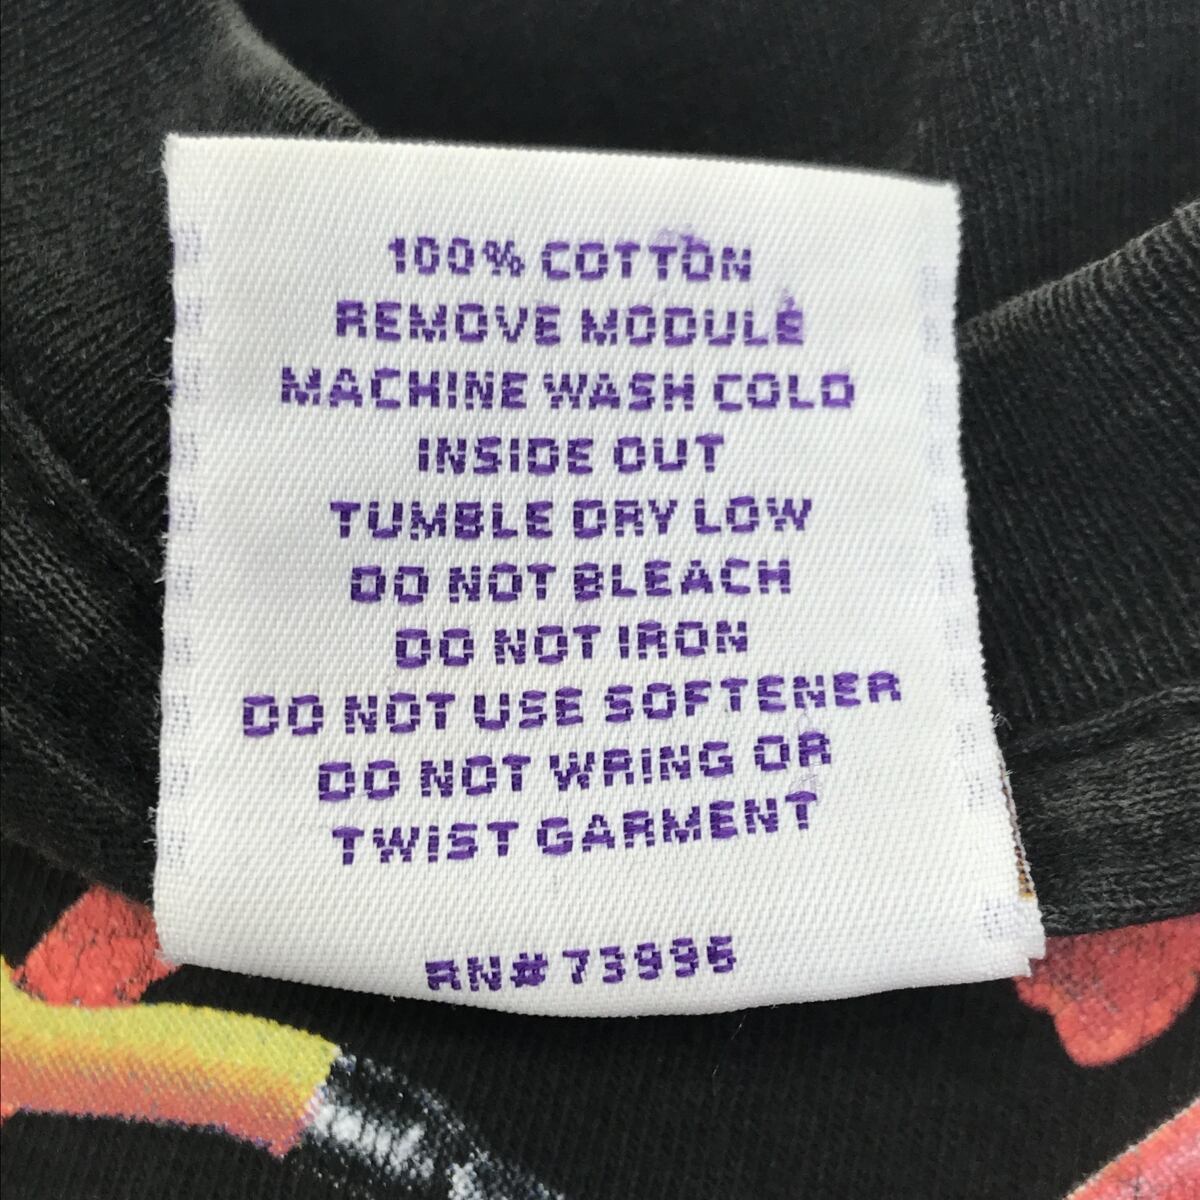 100% COTTON
REMOVE MODULE
MACHINE WASH COLD
INSIDE OUT
TUMBLE DRY LOW
DO NOT BLEACH
DO NOT IRON
DO NOT USE SOFTENER
DO NOT WRING OR
TWIST GARMENT
RN# 73996